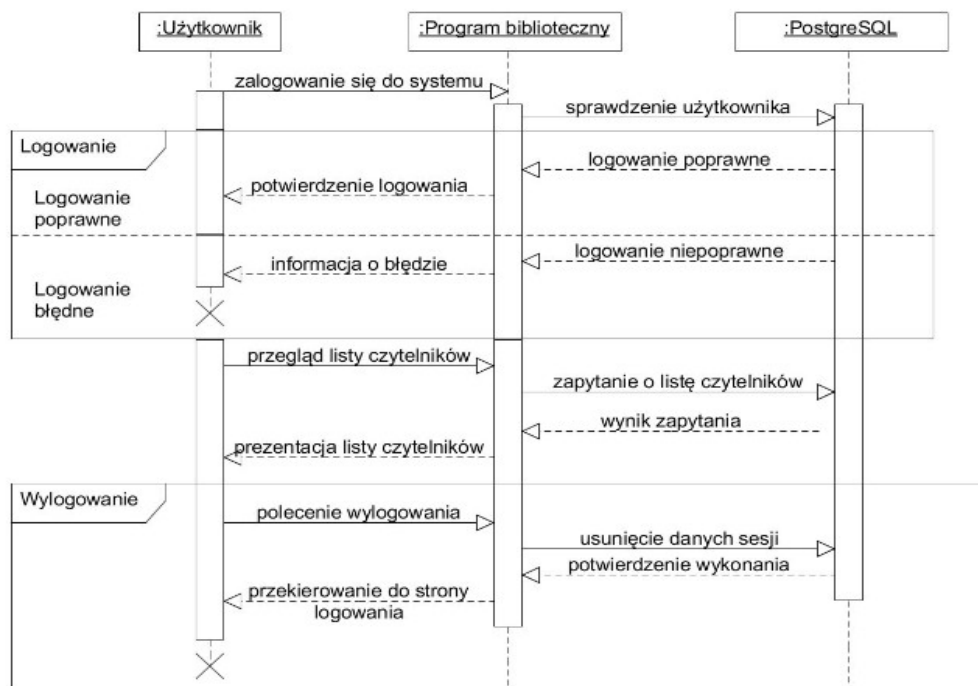 :Użytkownik
:Program biblioteczny
:PostgreSQL
zalogowanie się do systemu
sprawdzenie użytkownika
Logowanie
logowanie poprawne
potwierdzenie logowania
Logowanie
poprawne
logowanie niepoprawne
informacja o błędzie
Logowanie
błędne
przegląd listy czytelników
zapytanie o listę czytelników
wynik zapytania
prezentacja listy czytelników
Wylogowanie
polecenie wylogowania
usunięcie danych sesji
potwierdzenie wykonania
przekierowanie do strony
logowania